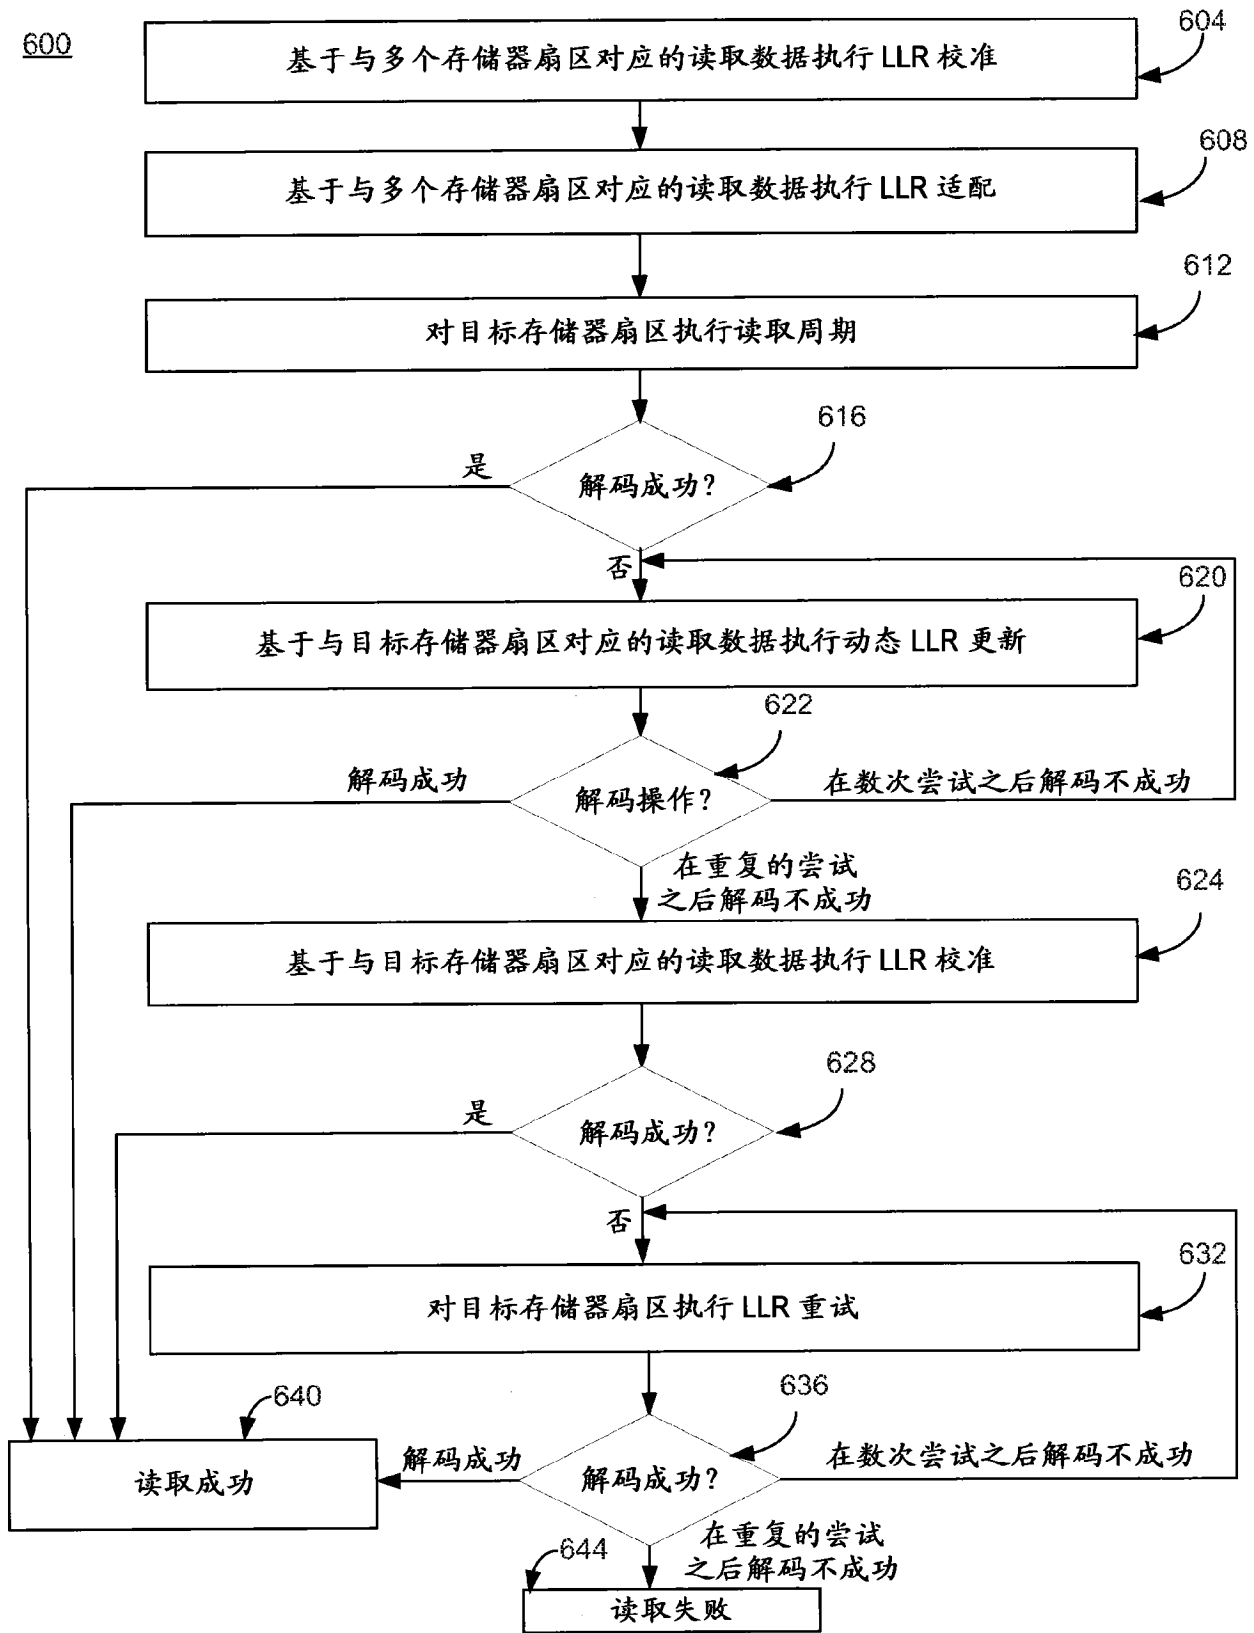 600
604
基于与多个存储器扇区对应的读取数据执行 LLR 校准
608
基于与多个存储器扇区对应的读取数据执行 LLR 适配
612
对目标存储器扇区执行读取周期
616
是
解码成功?
否
620
基于与目标存储器扇区对应的读取数据执行动态 LLR 更新
622
解码成功
解码操作?
在数次尝试之后解码不成功
在重复的尝试
之后解码不成功
624
基于与目标存储器扇区对应的读取数据执行 LLR 校准
628
是
解码成功?
否
632
对目标存储器扇区执行 LLR 重试
636
640
读取成功
解码成功
解码成功?
在数次尝试之后解码不成功
在重复的尝试
之后解码不成功
644
读取失败